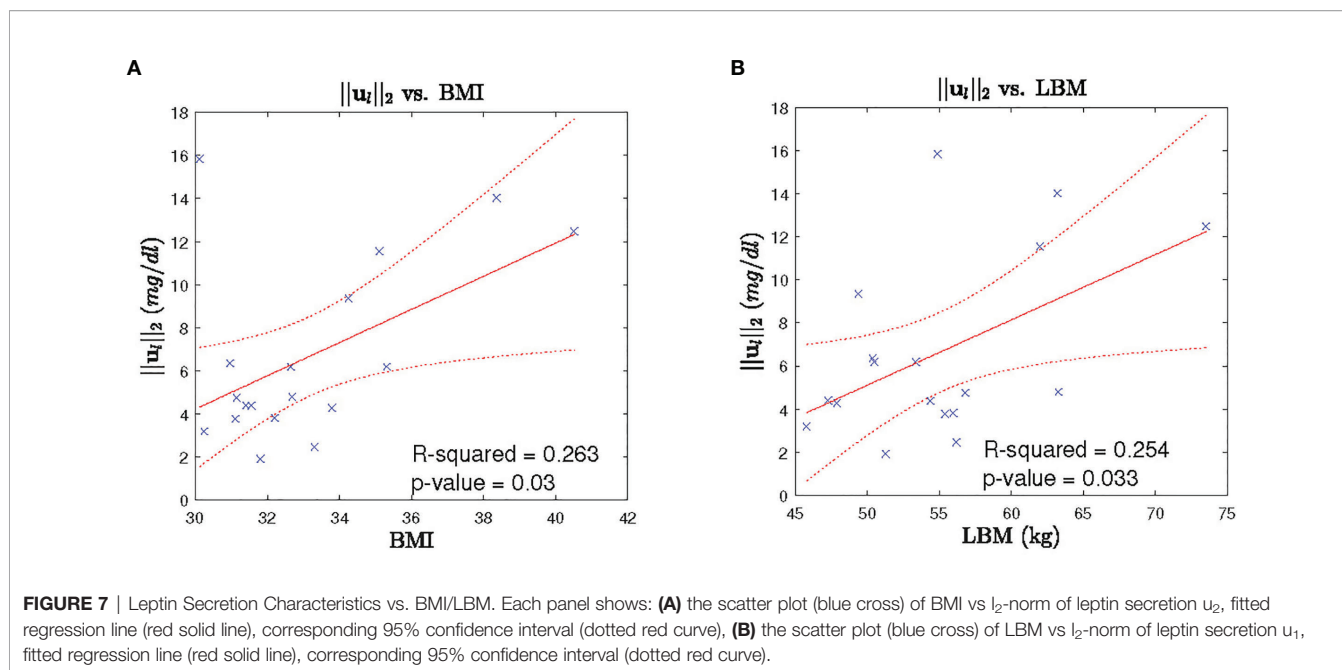 A
||u_l||_2 vs. BMI
18
16
14
12
10
8
6
4
2
0
||u_l||_2 (mg/dl)
R-squared = 0.263
p-value = 0.03
30 32 34 36 38 40 42
BMI
B
||u_l||_2 vs. LBM
18
16
14
12
10
8
6
4
2
0
||u_l||_2 (mg/dl)
R-squared = 0.254
p-value = 0.033
45 50 55 60 65 70 75
LBM (kg)
FIGURE 7 | Leptin Secretion Characteristics vs. BMI/LBM. Each panel shows: (A) the scatter plot (blue cross) of BMI vs l₂-norm of leptin secretion u₂, fitted
regression line (red solid line), corresponding 95% confidence interval (dotted red curve), (B) the scatter plot (blue cross) of LBM vs l₂-norm of leptin secretion u₁,
fitted regression line (red solid line), corresponding 95% confidence interval (dotted red curve).